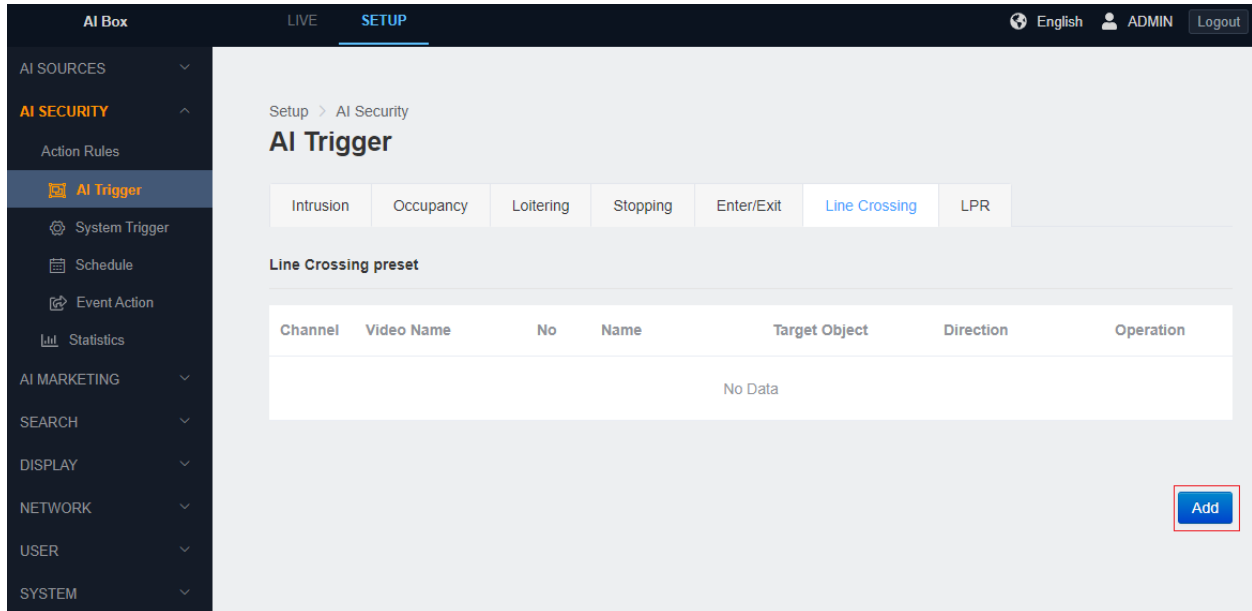 AI Box
LIVE SETUP
English ADMIN Logout
AI SOURCES
AI SECURITY
Action Rules
AI Trigger
System Trigger
Schedule
Event Action
Statistics
AI MARKETING
SEARCH
DISPLAY
NETWORK
USER
SYSTEM
Setup > AI Security
AI Trigger
Intrusion Occupancy Loitering Stopping Enter/Exit Line Crossing LPR
Line Crossing preset
Channel Video Name No Name Target Object Direction Operation
No Data
Add